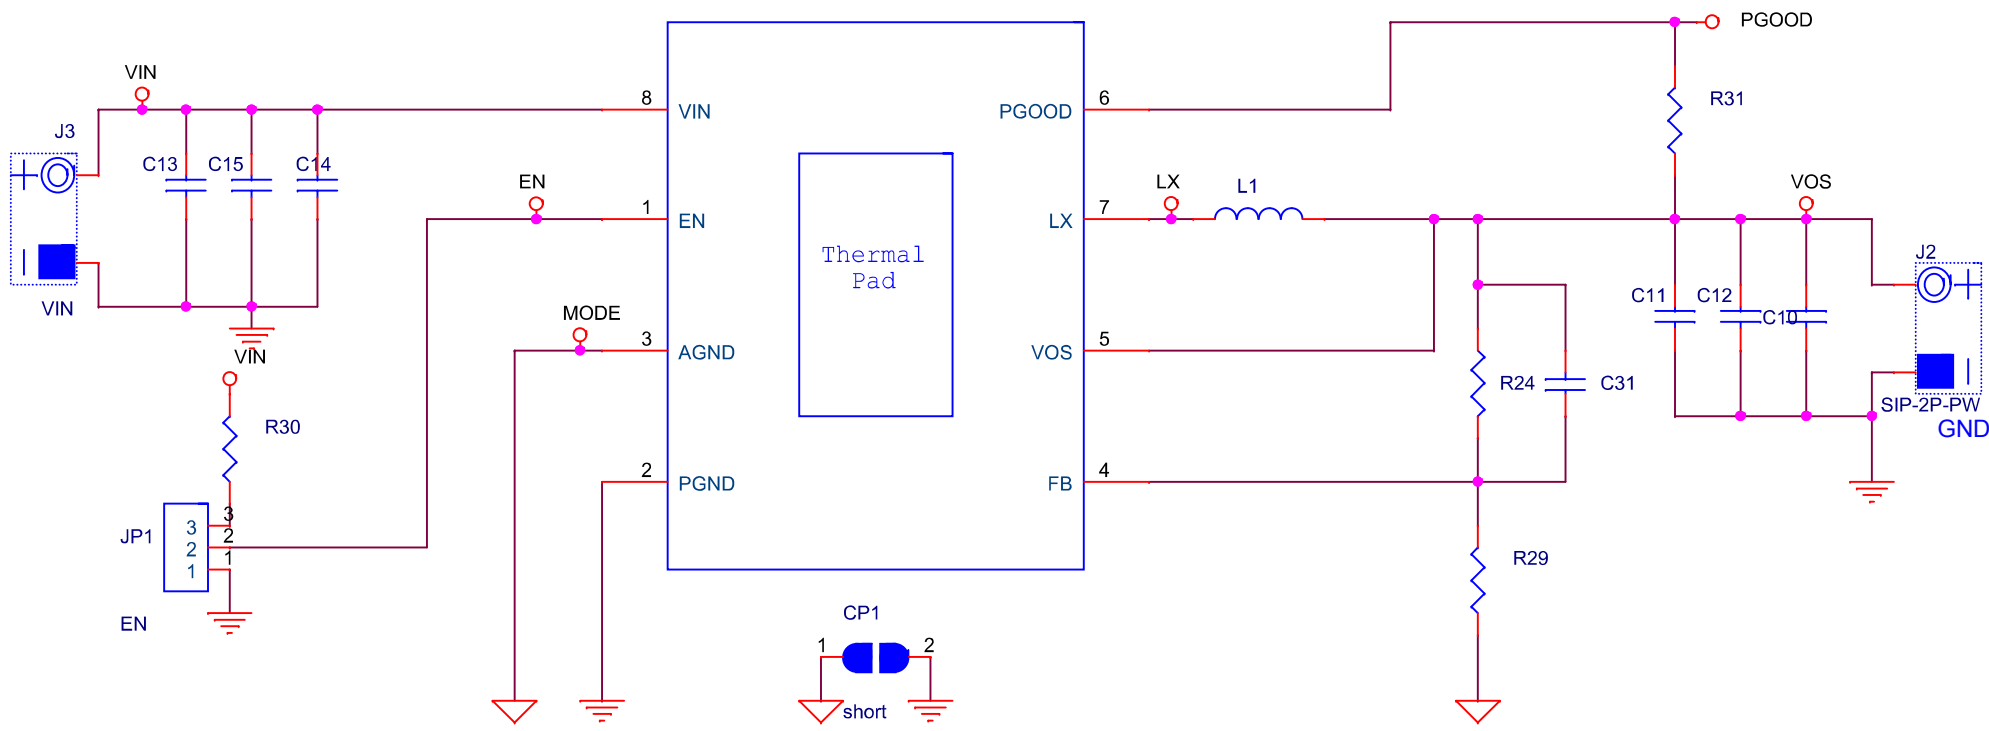 PGOOD
VIN
8
VIN
PGOOD
6
R31
J3
C13
C15
C14
EN
1
EN
LX
7
LX
L1
VOS
Thermal
Pad
J2
VIN
MODE
3
AGND
VOS
5
C11
C12
C10
VIN
R24
C31
SIP-2P-PW
GND
R30
2
PGND
FB
4
JP1
3
3
2
2
1
1
R29
EN
CP1
1
2
short